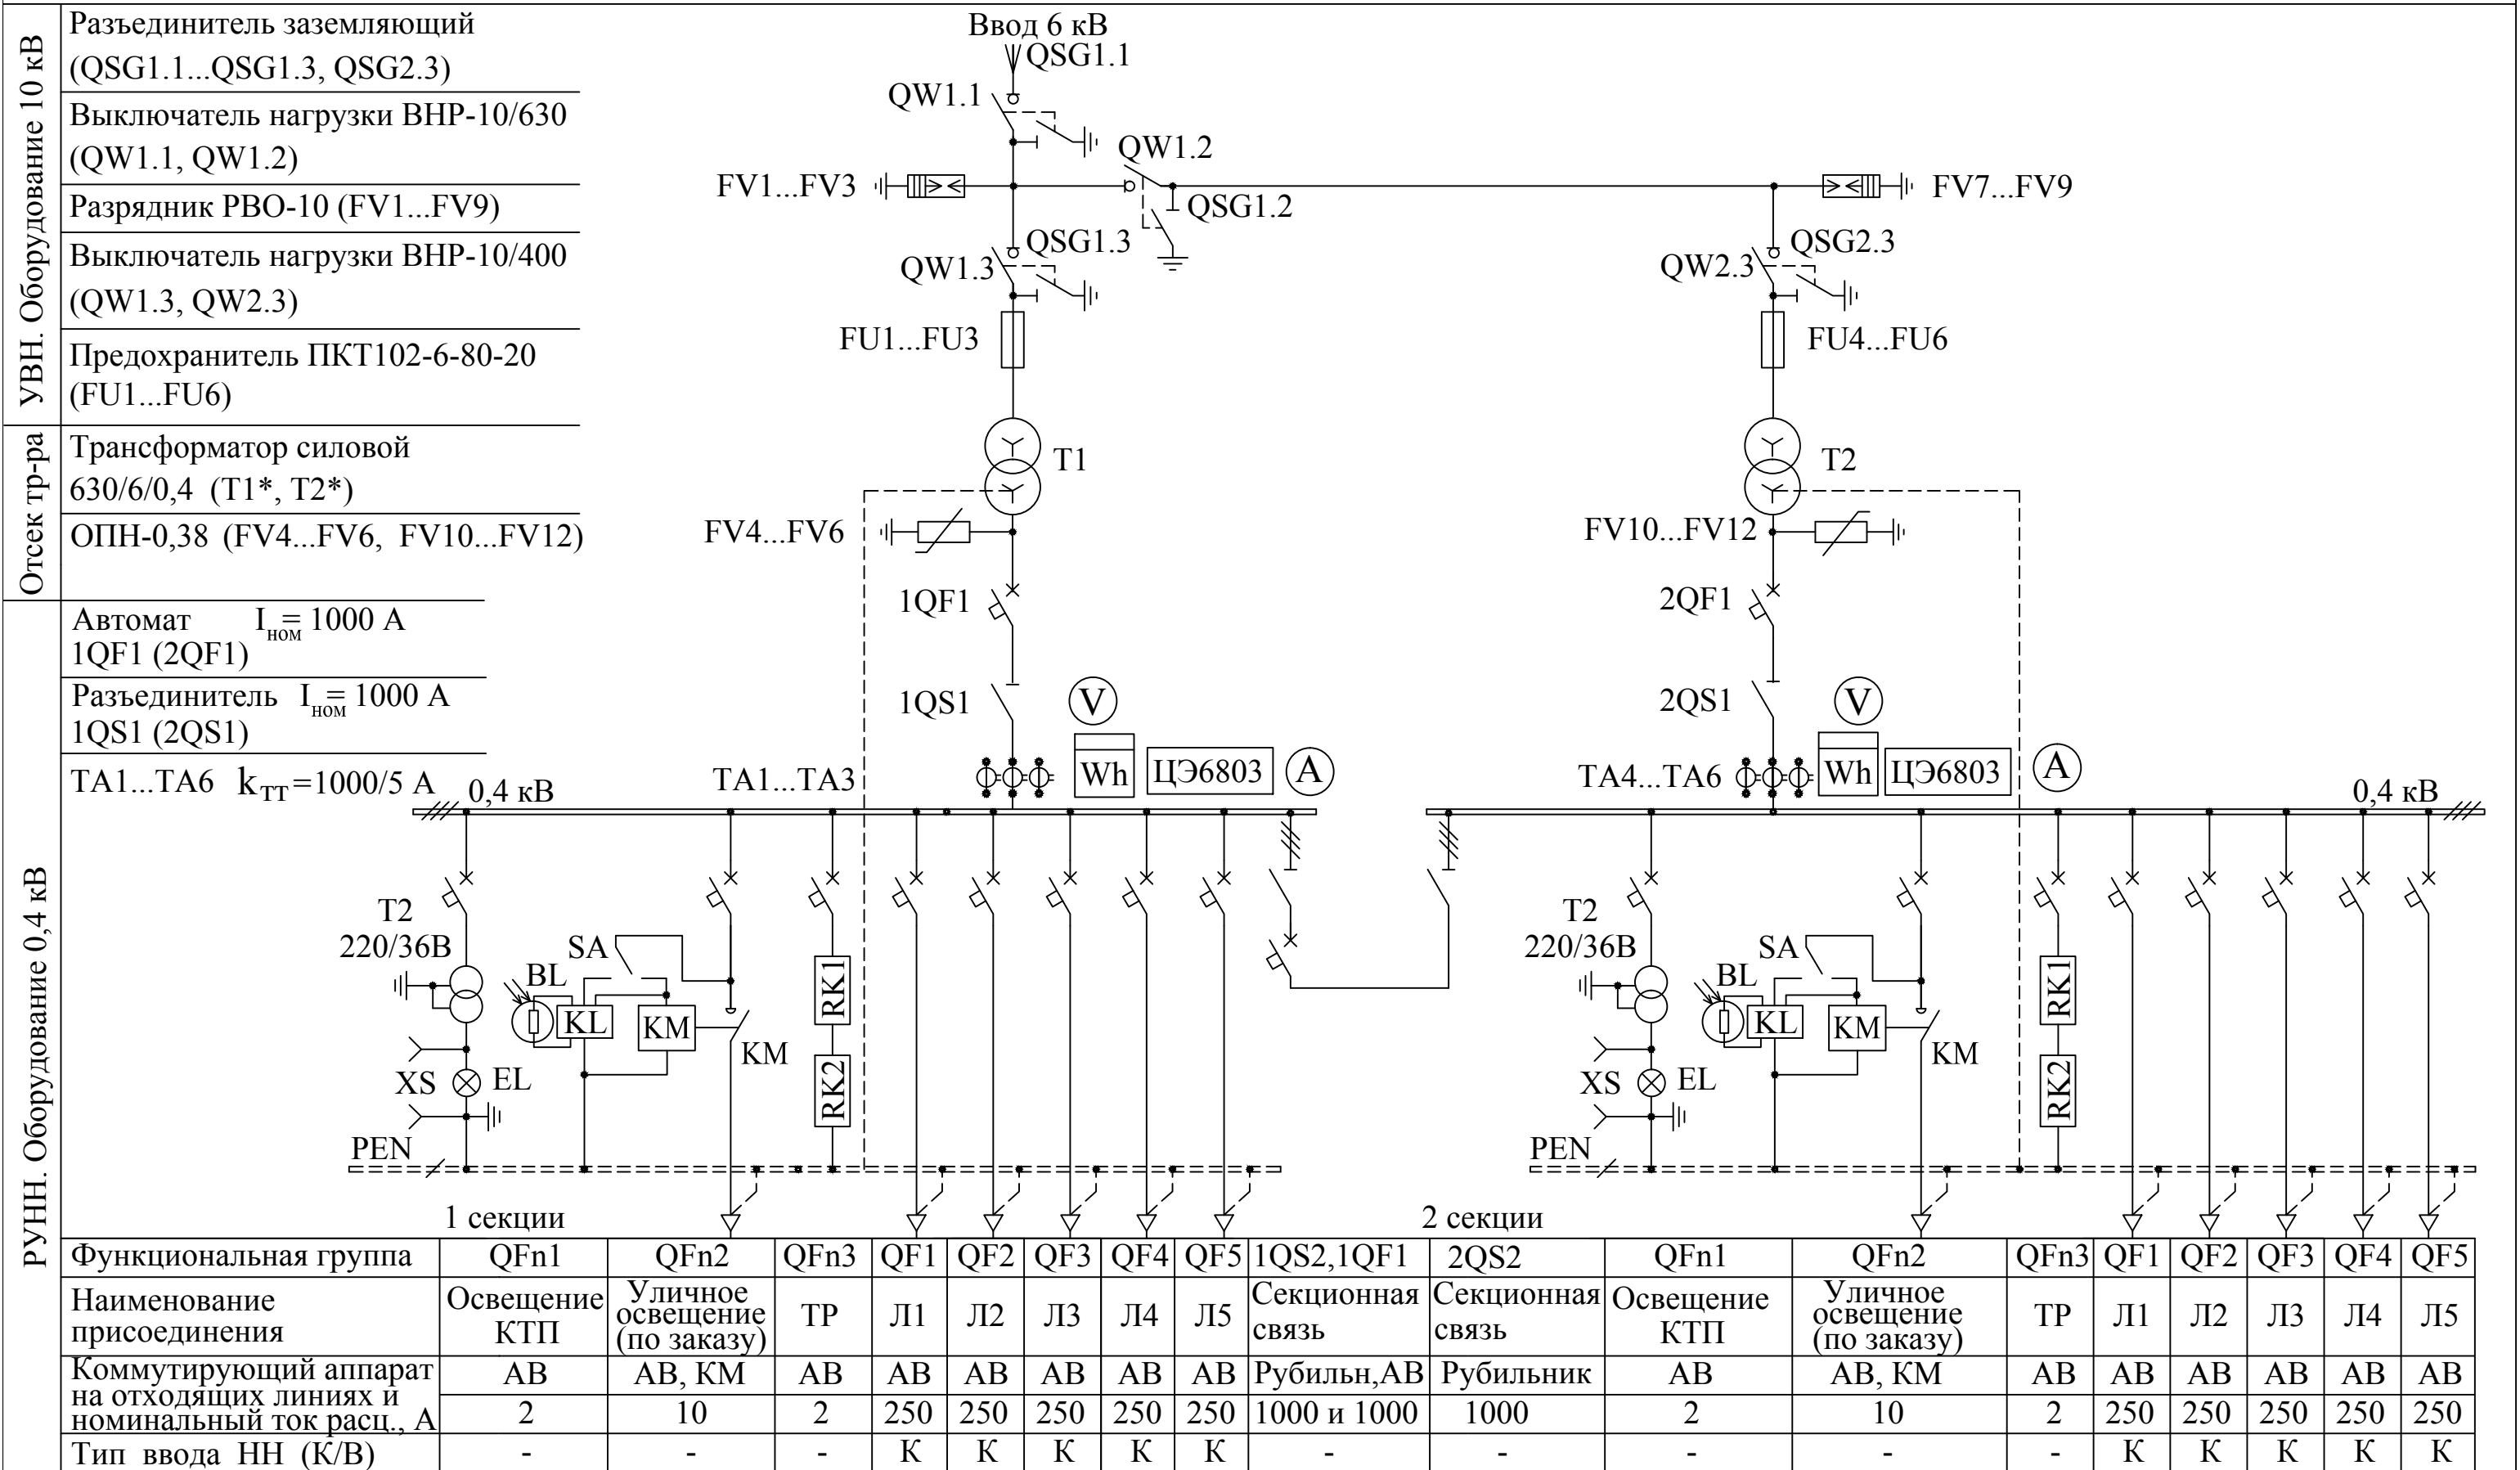 УВН. Оборудование 10 кВ
Разъединитель заземляющий
(QSG1.1...QSG1.3, QSG2.3)
Выключатель нагрузки ВНР-10/630
(QW1.1, QW1.2)
Разрядник РВО-10 (FV1...FV9)
Выключатель нагрузки ВНР-10/400
(QW1.3, QW2.3)
Предохранитель ПКТ102-6-80-20
(FU1...FU6)
Отсек тр-ра
Трансформатор силовой
630/6/0,4 (Т1*, Т2*)
ОПН-0,38 (FV4...FV6, FV10...FV12)
РУНН. Оборудование 0,4 кВ
Автомат Iном= 1000 А
1QF1 (2QF1)
Разъединитель Iном= 1000 А
1QS1 (2QS1)
ТА1...ТА6 kТТ=1000/5 А
Ввод 6 кВ
QSG1.1
QW1.1
QW1.2
FV1...FV3
QSG1.2
FV7...FV9
QSG1.3
QW1.3
QSG2.3
QW2.3
FU1...FU3
FU4...FU6
Т1
Т2
FV4...FV6
FV10...FV12
1QF1
2QF1
1QS1
V
2QS1
V
ТА1...ТА3
Wh
ЦЭ6803
А
ТА4...ТА6
Wh
ЦЭ6803
А
0,4 кВ
0,4 кВ
Т2
220/36В
SA
BL
KL
KM
KM
RK1
RK2
XS
EL
PEN
Т2
220/36В
SA
BL
KL
KM
KM
RK1
RK2
XS
EL
PEN
1 секции
2 секции
Функциональная группа QFn1 QFn2 QFn3 QF1 QF2 QF3 QF4 QF5 1QS2,1QF1 2QS2 QFn1 QFn2 QFn3 QF1 QF2 QF3 QF4 QF5
Наименование присоединения Освещение КТП Уличное освещение (по заказу) ТР Л1 Л2 Л3 Л4 Л5 Секционная связь Секционная связь Освещение КТП Уличное освещение (по заказу) ТР Л1 Л2 Л3 Л4 Л5
Коммутирующий аппарат АВ АВ, КМ АВ АВ АВ АВ АВ АВ Рубильн,АВ Рубильник АВ АВ, КМ АВ АВ АВ АВ АВ АВ
на отходящих линиях и
номинальный ток расц., А 2 10 2 250 250 250 250 250 1000 и 1000 1000 2 10 2 250 250 250 250 250
Тип ввода НН (К/В) - - - К К К К К - - - - - К К К К К